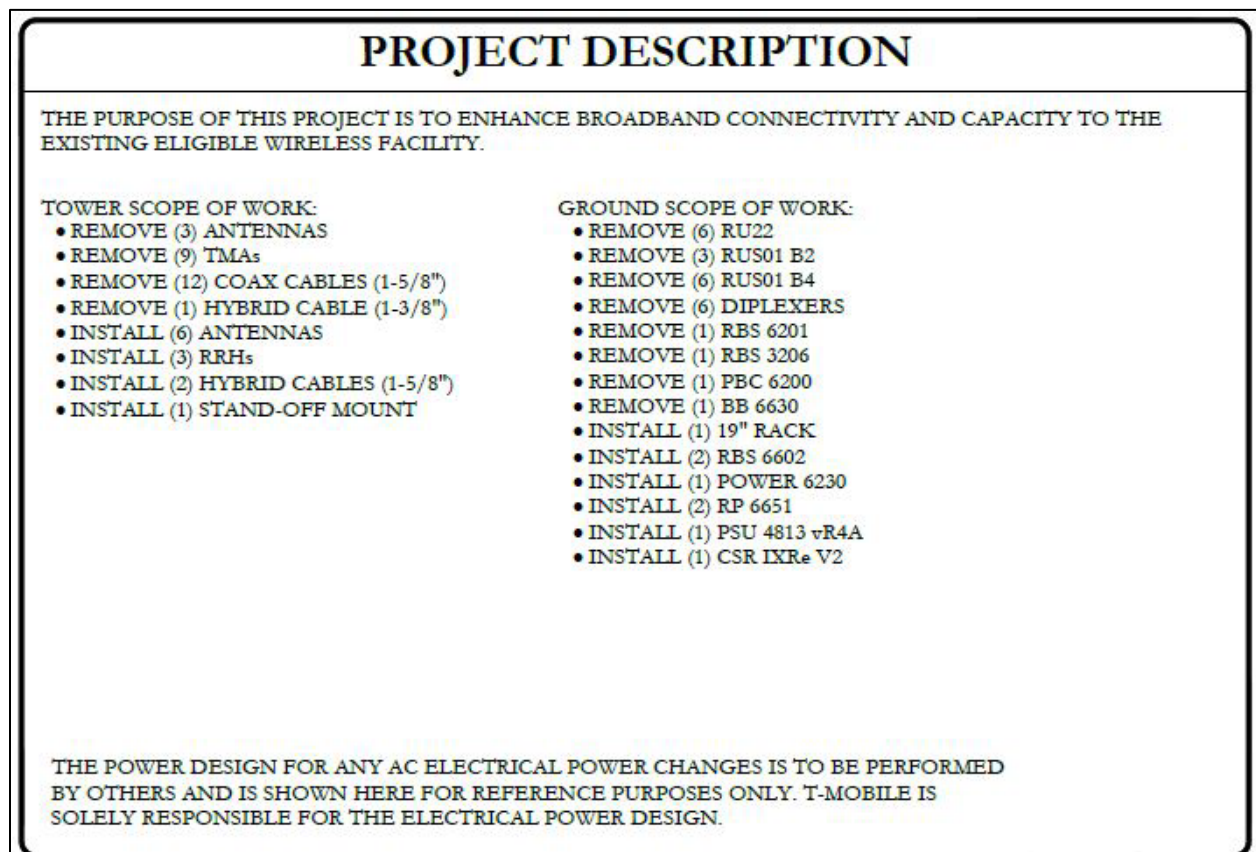 PROJECT DESCRIPTION
THE PURPOSE OF THIS PROJECT IS TO ENHANCE BROADBAND CONNECTIVITY AND CAPACITY TO THE
EXISTING ELIGIBLE WIRELESS FACILITY.
TOWER SCOPE OF WORK:
• REMOVE (3) ANTENNAS
• REMOVE (9) TMAs
• REMOVE (12) COAX CABLES (1-5/8")
• REMOVE (1) HYBRID CABLE (1-3/8")
• INSTALL (6) ANTENNAS
• INSTALL (3) RRHs
• INSTALL (2) HYBRID CABLES (1-5/8")
• INSTALL (1) STAND-OFF MOUNT
GROUND SCOPE OF WORK:
• REMOVE (6) RU22
• REMOVE (3) RUS01 B2
• REMOVE (6) RUS01 B4
• REMOVE (6) DIPLEXERS
• REMOVE (1) RBS 6201
• REMOVE (1) RBS 3206
• REMOVE (1) PBC 6200
• REMOVE (1) BB 6630
• INSTALL (1) 19" RACK
• INSTALL (2) RBS 6602
• INSTALL (1) POWER 6230
• INSTALL (2) RP 6651
• INSTALL (1) PSU 4813 vR4A
• INSTALL (1) CSR IXRe V2
THE POWER DESIGN FOR ANY AC ELECTRICAL POWER CHANGES IS TO BE PERFORMED
BY OTHERS AND IS SHOWN HERE FOR REFERENCE PURPOSES ONLY. T-MOBILE IS
SOLELY RESPONSIBLE FOR THE ELECTRICAL POWER DESIGN.